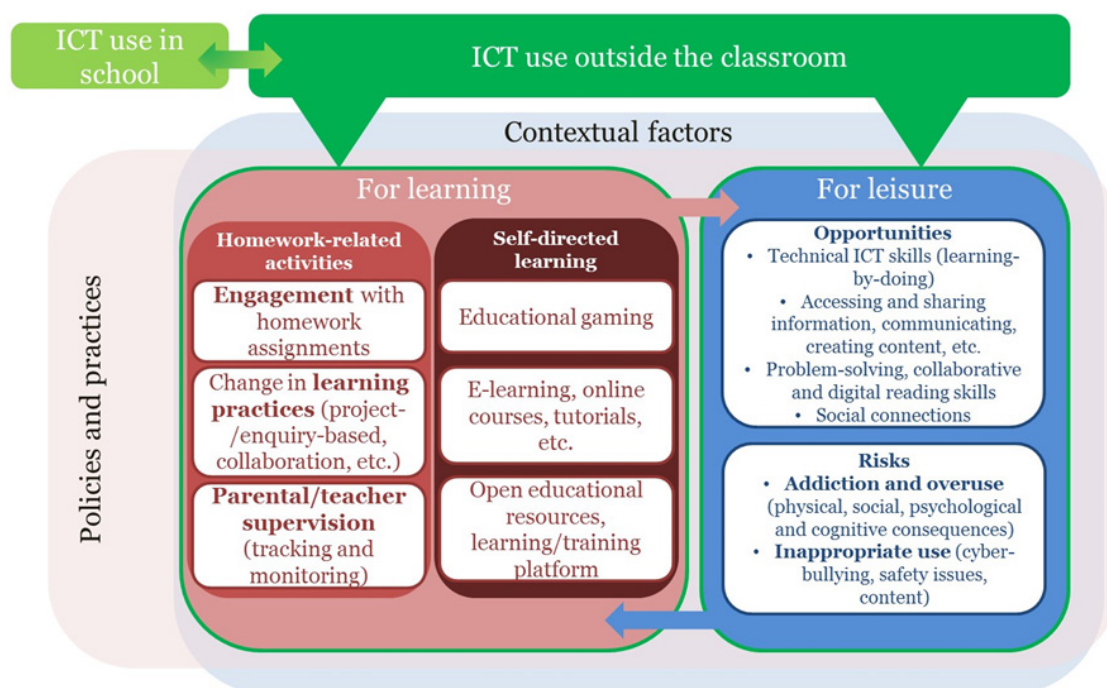 ICT use in
school
ICT use outside the classroom
Contextual factors
Policies and practices
For learning
Homework-related
activities
Engagement with
homework
assignments
Change in learning
practices (project-
/enquiry-based,
collaboration, etc.)
Parental/teacher
supervision
(tracking and
monitoring)
Self-directed
learning
Educational gaming
E-learning, online
courses, tutorials,
etc.
Open educational
resources,
learning/training
platform
For leisure
Opportunities
• Technical ICT skills (learning-
by-doing)
• Accessing and sharing
information, communicating,
creating content, etc.
• Problem-solving, collaborative
and digital reading skills
• Social connections
Risks
• Addiction and overuse
(physical, social, psychological
and cognitive consequences)
• Inappropriate use (cyber-
bullying, safety issues,
content)